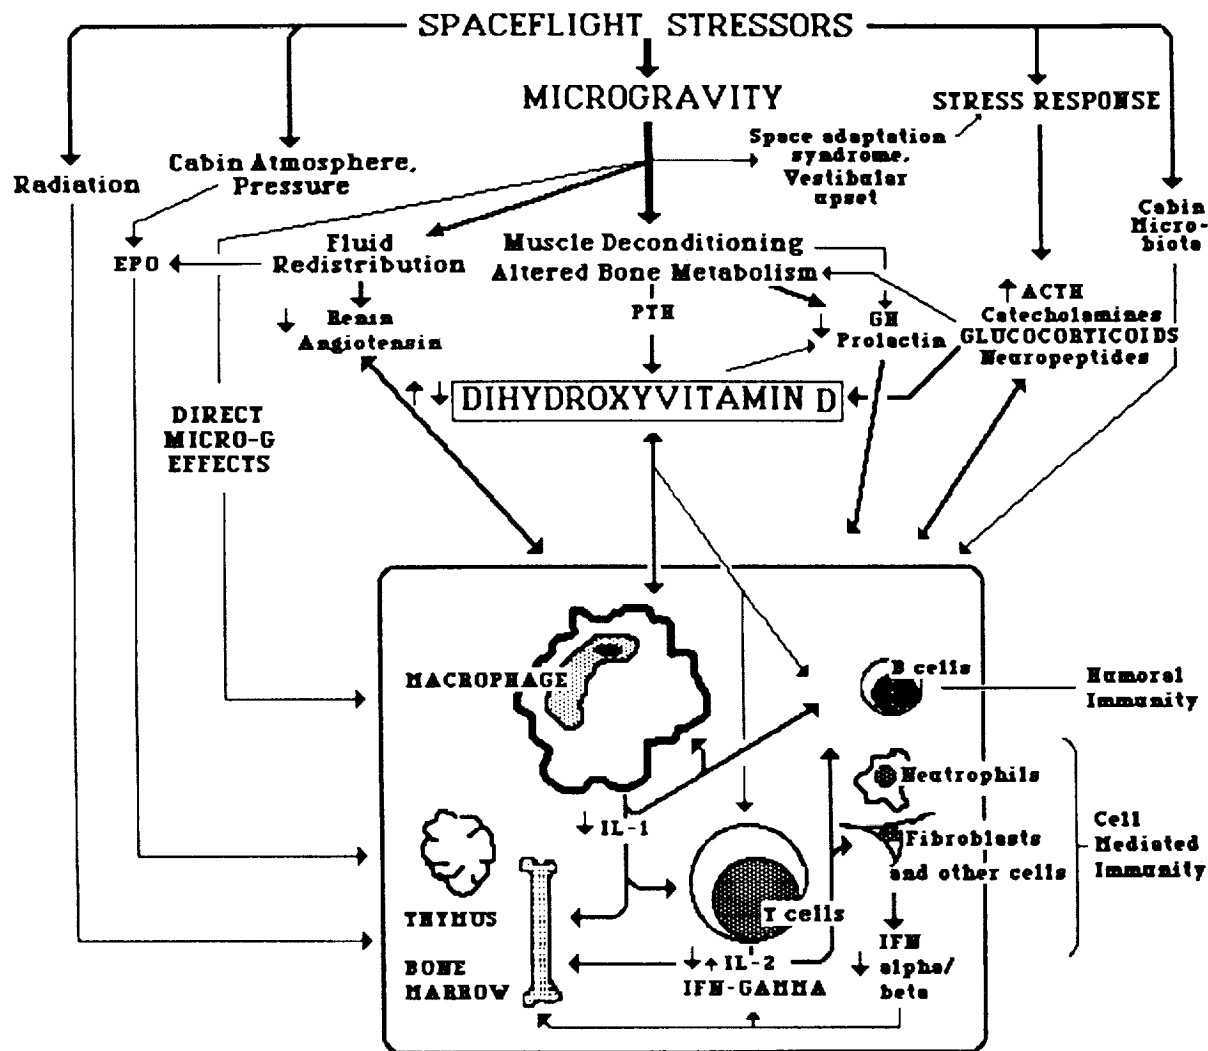 SPACEFLIGHT STRESSORS
MICROGRAVITY
STRESS RESPONSE
Space adaptation
syndrome,
Vestibular
upset
Cabin Atmosphere,
Pressure
Radiation
Cabin
Micro-
biota
Fluid
Redistribution
Muscle Deconditioning
Altered Bone Metabolism
EPO
PTH
↑ ACTH
Catecholamines
GLUCOCORTICOIDS
Neuropeptides
↓ Renin
Angiotensin
↓ GH
Prolactin
↑ ↓ DIHYDROXYVITAMIN D
DIRECT
MICRO-G
EFFECTS
MACROPHAGE
B cells
Humoral
Immunity
Neutrophils
↓ IL-1
Fibroblasts
and other cells
Cell
Mediated
Immunity
THYMUS
T cells
BONE
MARROW
↓ ↑ IL-2
IFN-GAMMA
↓ IFN
alpha/
beta